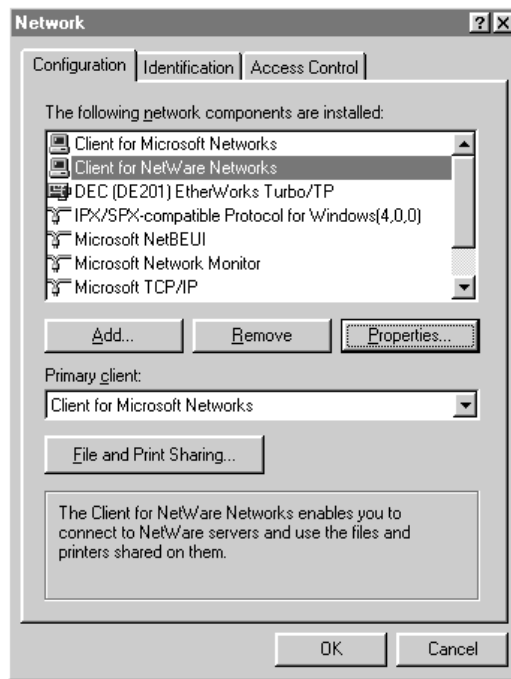 Network
Configuration Identification Access Control
The following network components are installed:
Client for Microsoft Networks
Client for NetWare Networks
DEC (DE201) EtherWorks Turbo/TP
IPX/SPX-compatible Protocol for Windows(4,0,0)
Microsoft NetBEUI
Microsoft Network Monitor
Microsoft TCP/IP
Add... Remove Properties...
Primary client:
Client for Microsoft Networks
File and Print Sharing...
The Client for NetWare Networks enables you to
connect to NetWare servers and use the files and
printers shared on them.
OK Cancel